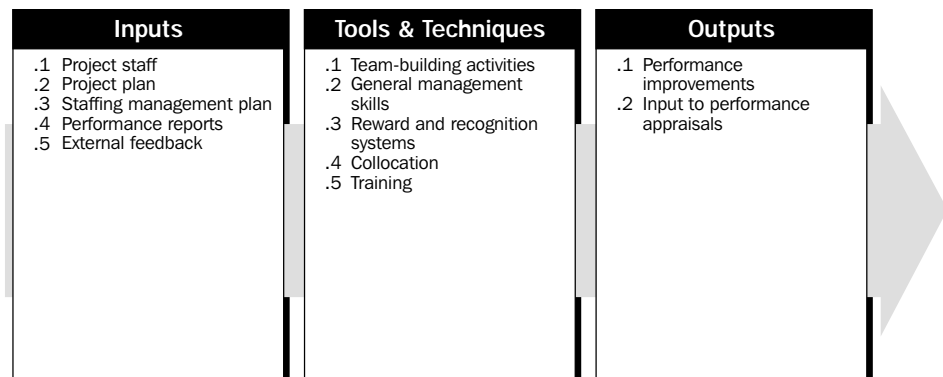 Inputs
.1 Project staff
.2 Project plan
.3 Staffing management plan
.4 Performance reports
.5 External feedback
Tools & Techniques
.1 Team-building activities
.2 General management
skills
.3 Reward and recognition
systems
.4 Collocation
.5 Training
Outputs
.1 Performance
improvements
.2 Input to performance
appraisals